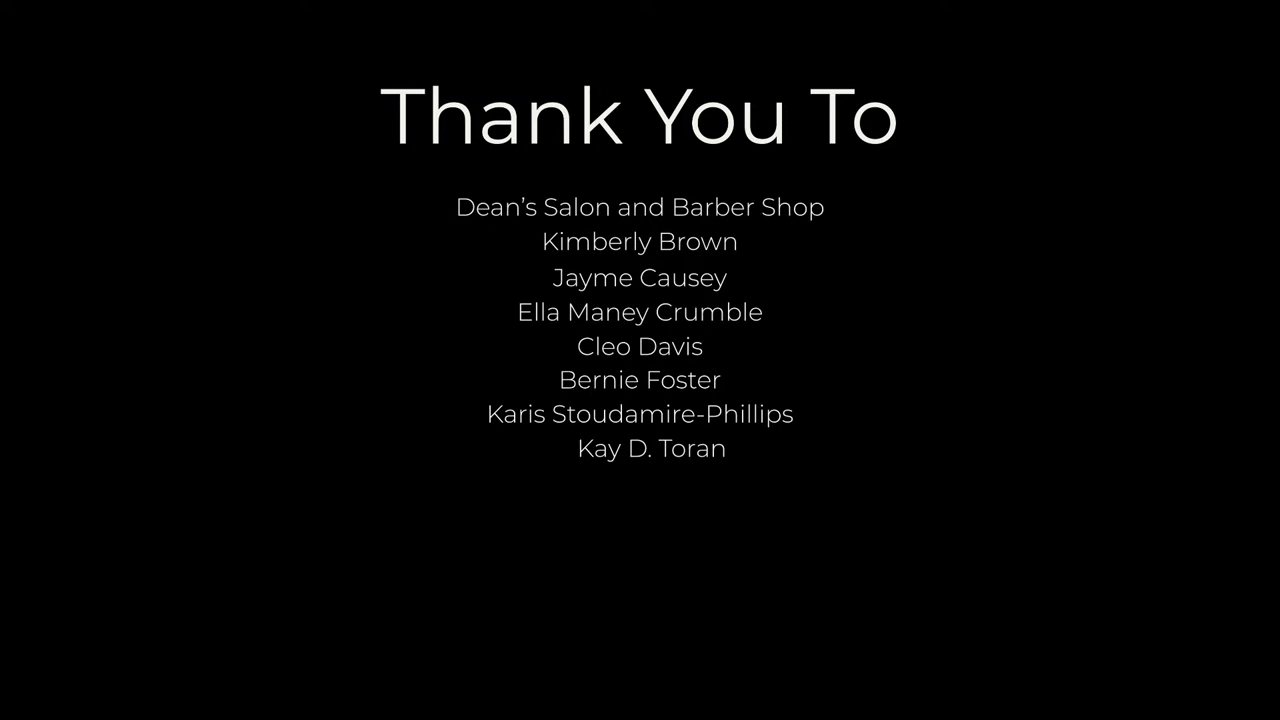 Thank You To
Dean’s Salon and Barber Shop
Kimberly Brown
Jayme Causey
Ella Maney Crumble
Cleo Davis
Bernie Foster
Karis Stoudamire-Phillips
Kay D. Toran